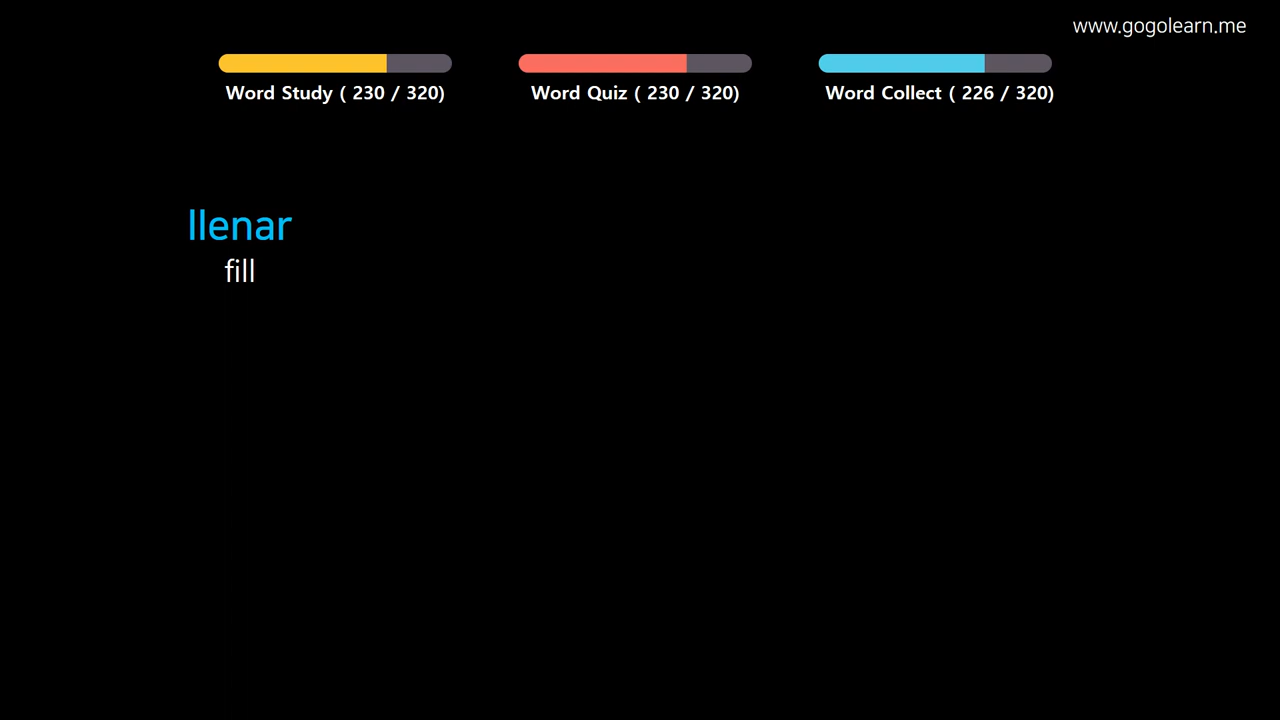 www.gogolearn.me
Word Study ( 230 / 320)
Word Quiz ( 230 / 320)
Word Collect ( 226 / 320)
llenar
fill